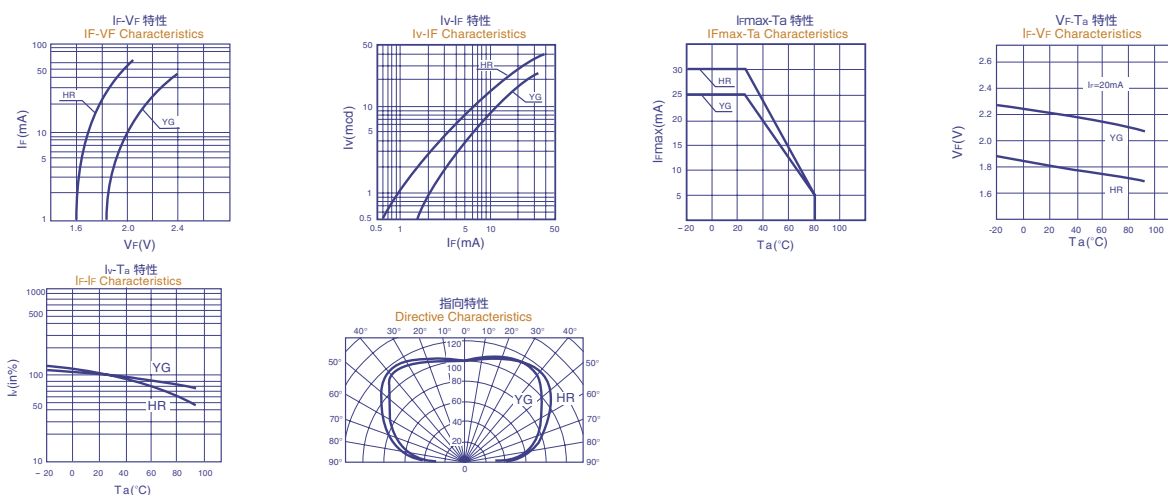 IF-VF 特性
IF-VF Characteristics
100
50
10
5
1
IF(mA)
HR
YG
1.6 2.0 2.4
VF(V)
Iv-IF 特性
Iv-IF Characteristics
50
10
5
1
0.5
Iv(mcd)
HR
YG
0.5 1 5 10 50
IF(mA)
IFmax-Ta 特性
IFmax-Ta Characteristics
30
25
20
15
10
5
IFmax(mA)
HR
YG
−20 0 20 40 60 80 100
Ta(°C)
VF-Ta 特性
IF-VF Characteristics
2.6
2.2
2.2
1.8
1.6
VF(V)
IF=20mA
YG
HR
-20 0 20 40 60 80 100
Ta(°C)
Iv-Ta 特性
IF-IF Characteristics
1000
500
100
50
10
Iv(in%)
YG
HR
− 20 0 20 40 60 80 100
Ta(°C)
指向特性
Directive Characteristics
40° 30° 20° 10° 0° 10° 20° 30° 40°
50° 120 50°
100
60° 80 60°
YG HR
60
70° 40 70°
80° 20 80°
90° 0 90°